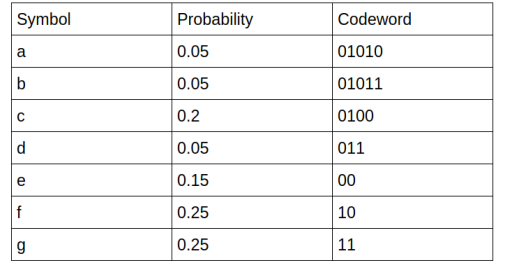 Symbol Probability Codeword
a 0.05 01010
b 0.05 01011
c 0.2 0100
d 0.05 011
e 0.15 00
f 0.25 10
g 0.25 11